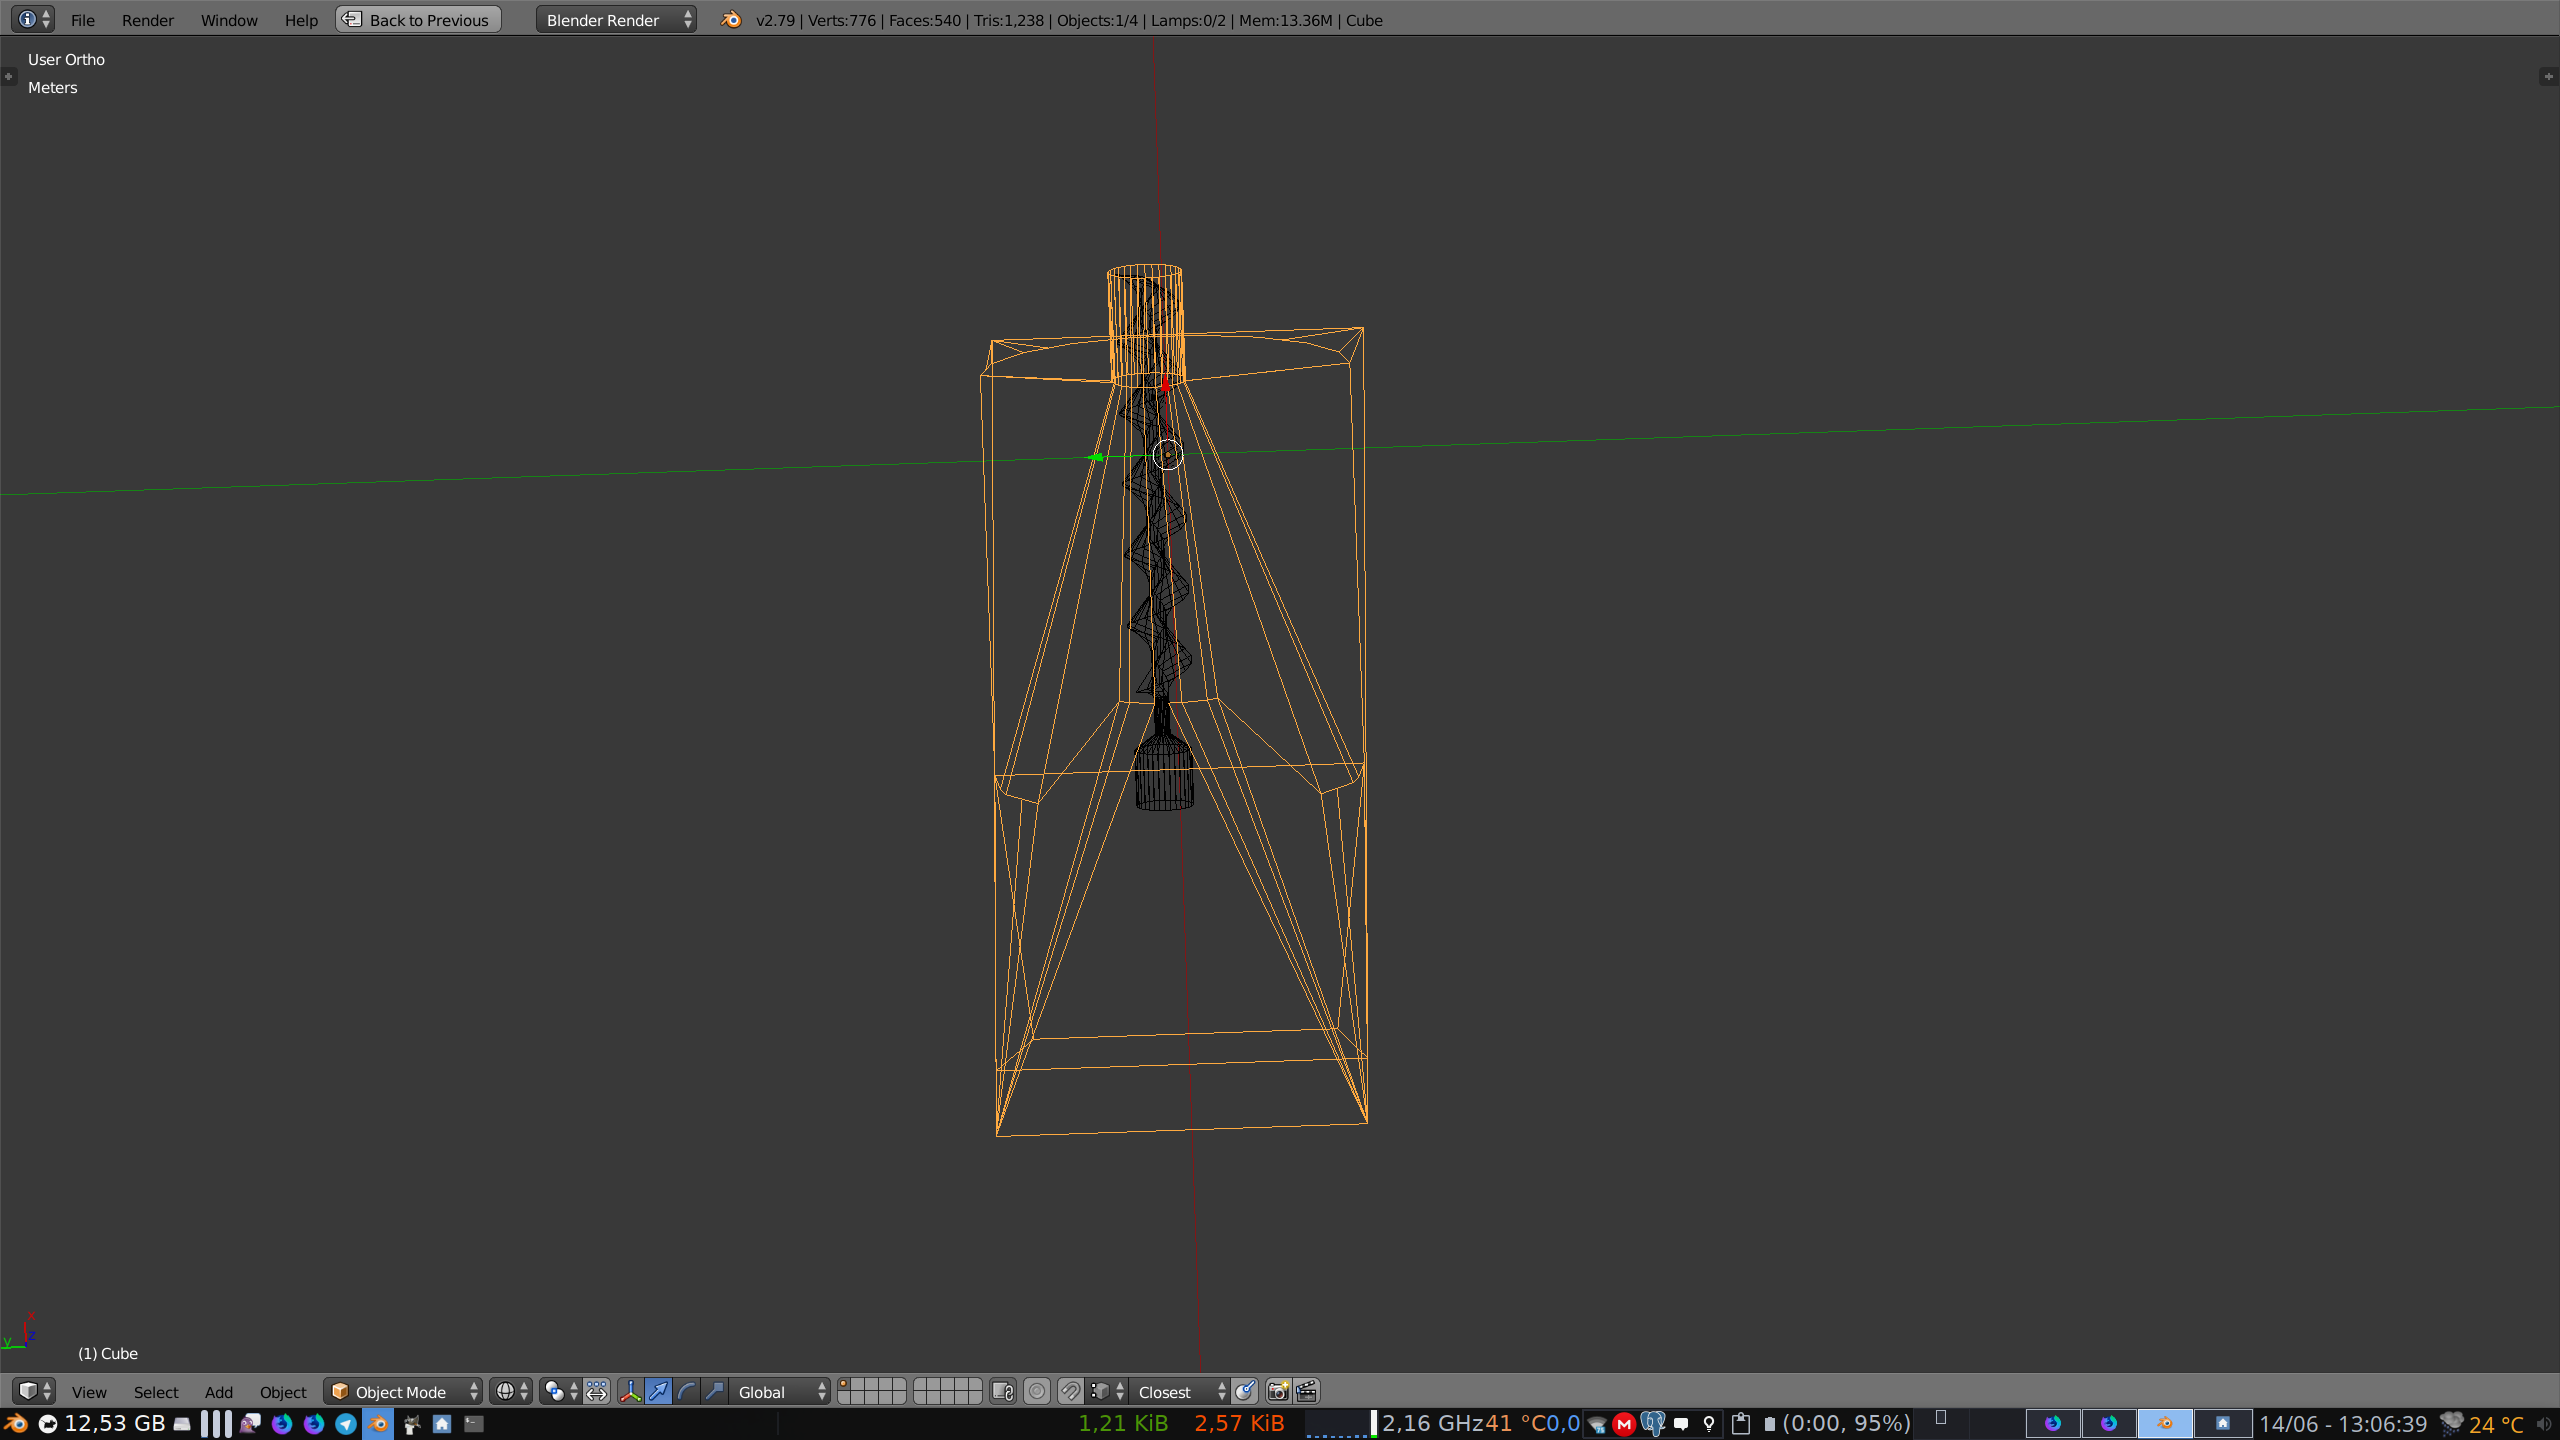 File Render Window Help Back to Previous Blender Render v2.79 | Verts:776 | Faces:540 | Tris:1,238 | Objects:1/4 | Lamps:0/2 | Mem:13.36M | Cube
User Ortho
Meters
x
z
y
(1) Cube
View Select Add Object Object Mode Global Closest
12,53 GB 1,21 KiB 2,57 KiB 2,16 GHz 41 °C 0,0 (0:00, 95%) 14/06 - 13:06:39 24 °C